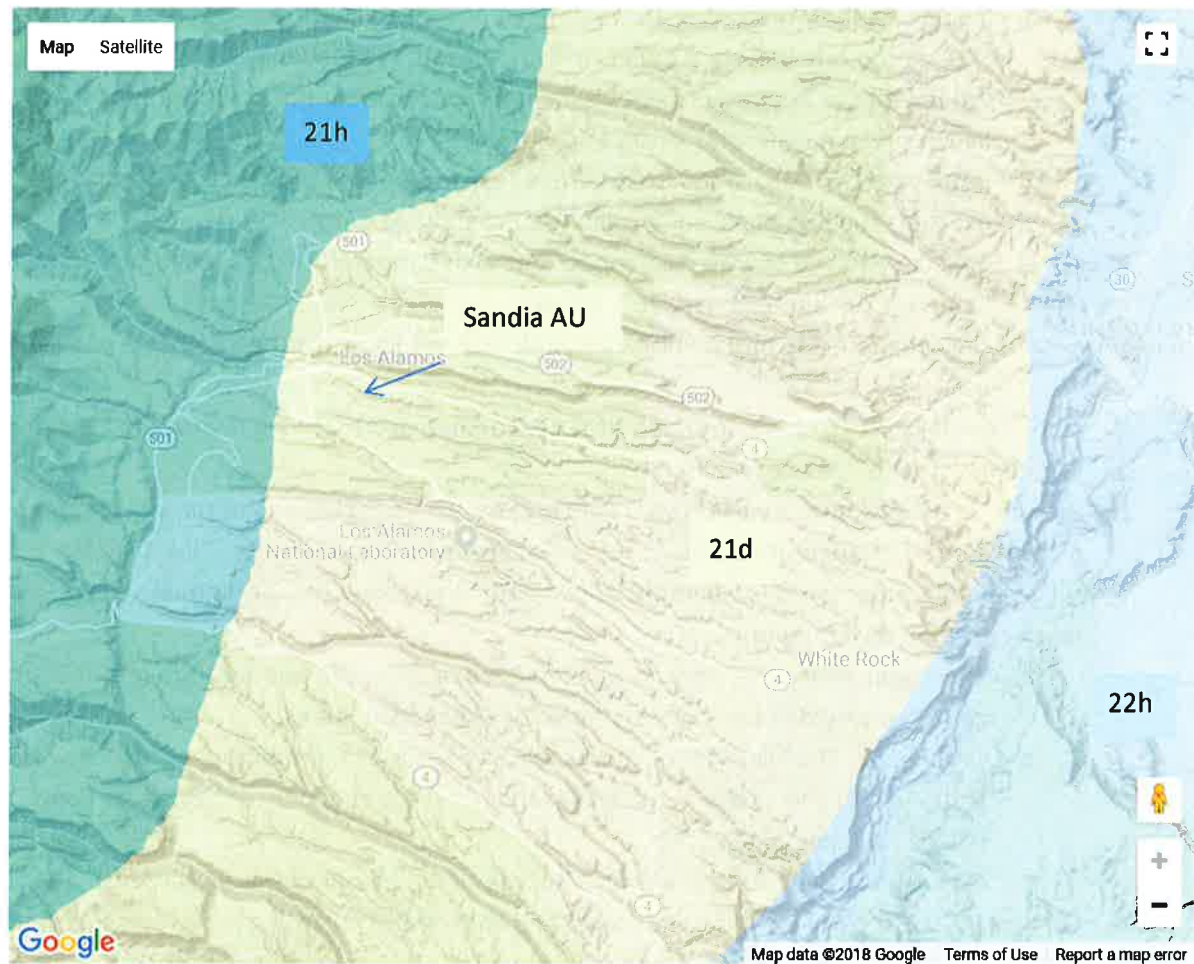 Map Satellite
21h
501
30
S
Sandia AU
Los Alamos
502
502
501
4
Los Alamos
National Laboratory
21d
White Rock
4
22h
4
4
Google
Map data ©2018 Google Terms of Use Report a map error